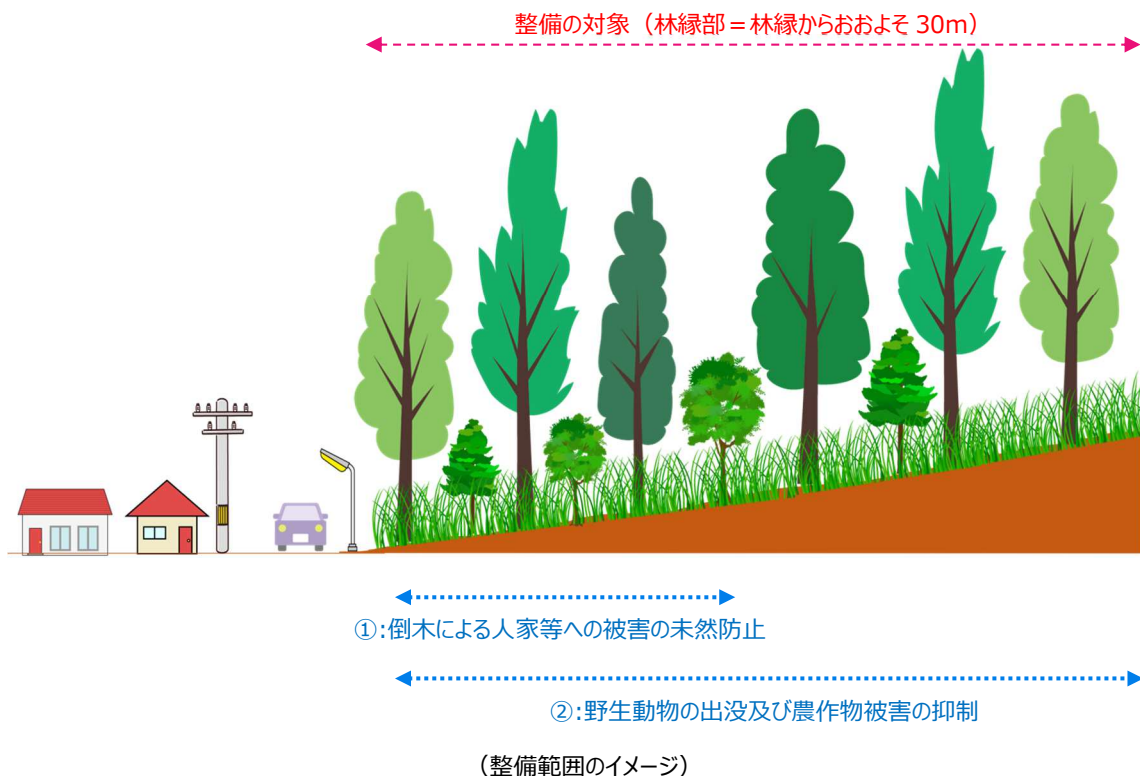 整備の対象（林縁部＝林縁からおおよそ 30m）
①:倒木による人家等への被害の未然防止
②:野生動物の出没及び農作物被害の抑制
（整備範囲のイメージ）